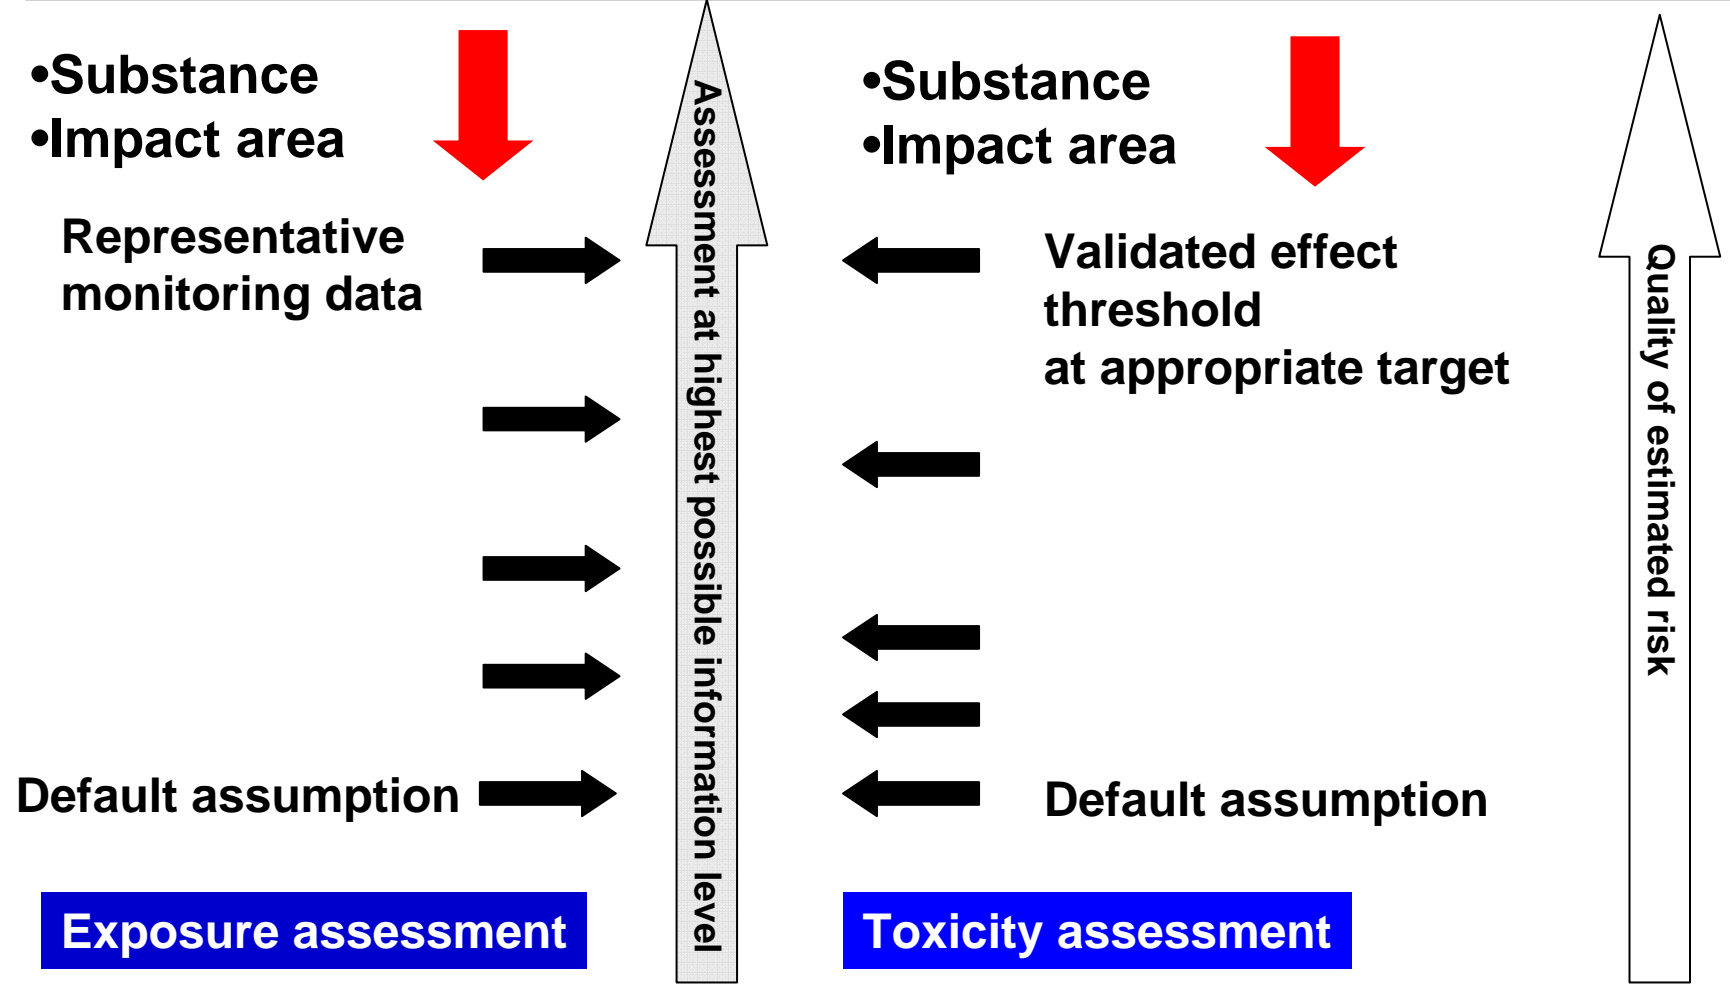 •Substance
•Impact area
Representative
monitoring data
Default assumption
Exposure assessment
Assessment at highest possible information level
•Substance
•Impact area
Validated effect
threshold
at appropriate target
Default assumption
Toxicity assessment
Quality of estimated risk